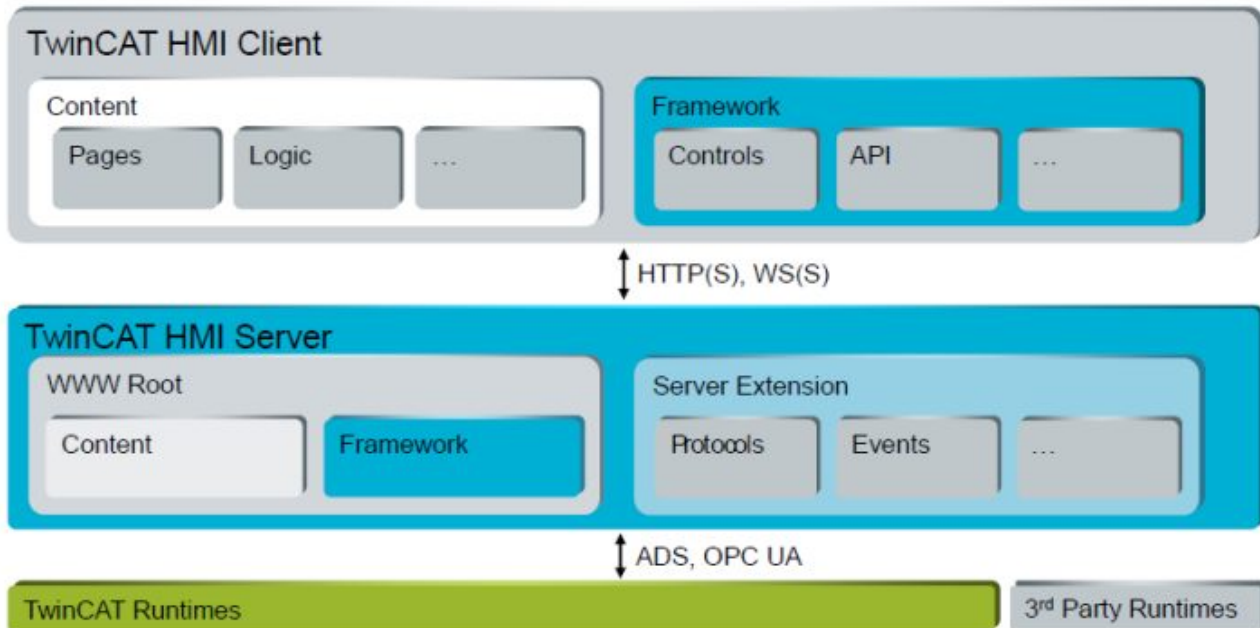 TwinCAT HMI Client
Content
Pages
Logic
...
Framework
Controls
API
...
HTTP(S), WS(S)
TwinCAT HMI Server
WWW Root
Content
Framework
Server Extension
Protocols
Events
...
ADS, OPC UA
TwinCAT Runtimes
3rd Party Runtimes